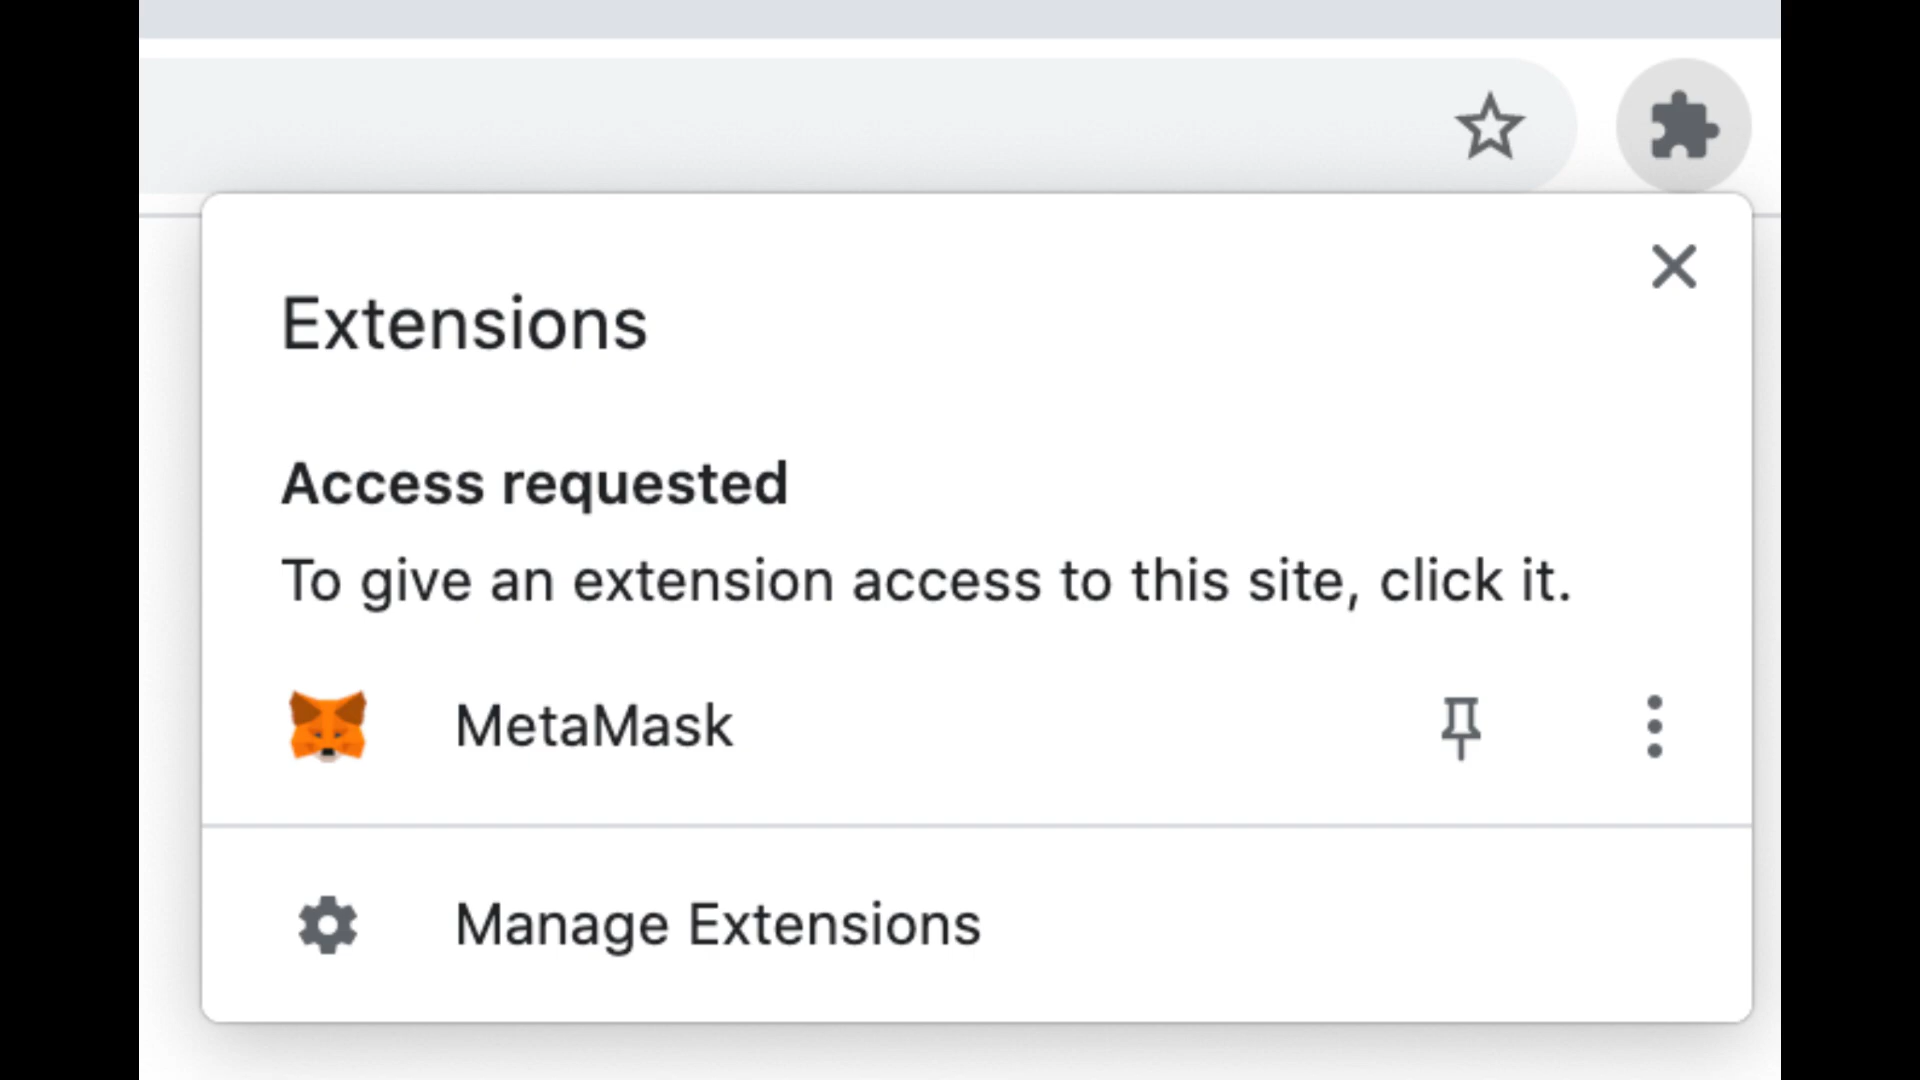 Extensions
Access requested
To give an extension access to this site, click it.
MetaMask
Manage Extensions